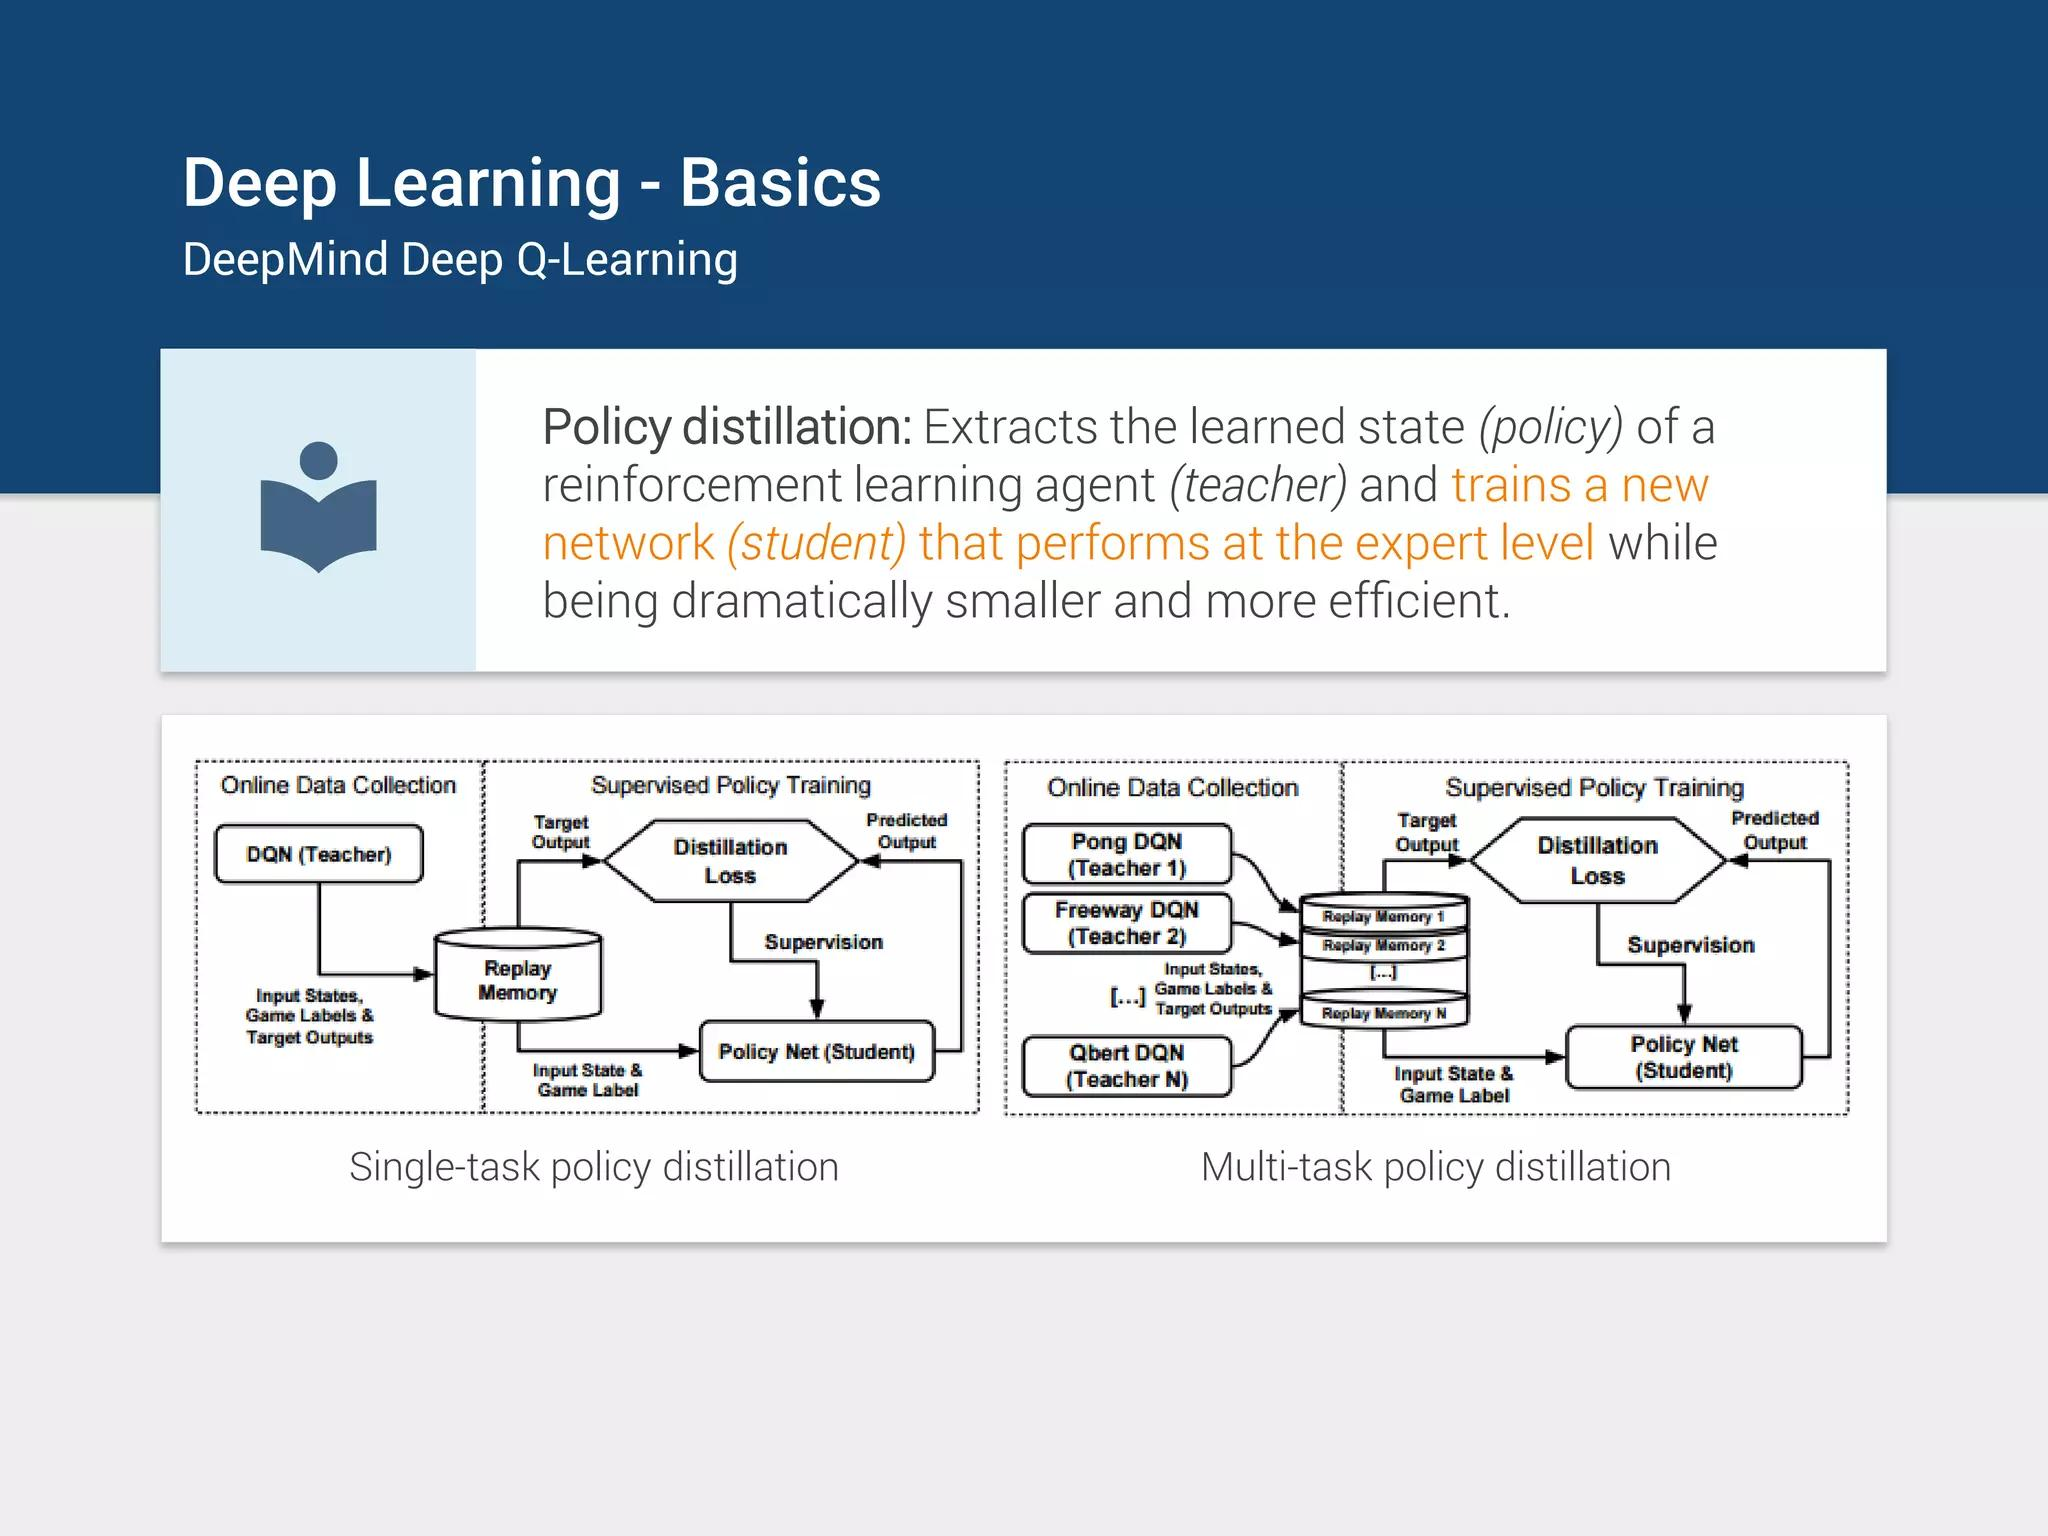 Deep Learning - Basics
DeepMind Deep Q-Learning
Policy distillation: Extracts the learned state (policy) of a
reinforcement learning agent (teacher) and trains a new
network (student) that performs at the expert level while
being dramatically smaller and more efficient.
Online Data Collection
DQN (Teacher)
Input States,
Game Labels &
Target Outputs
Replay
Memory
Supervised Policy Training
Target
Output
Distillation
Loss
Predicted
Output
Supervision
Policy Net (Student)
Input State &
Game Label
Single-task policy distillation
Online Data Collection
Pong DQN
(Teacher 1)
Freeway DQN
(Teacher 2)
[...]
Input States,
Game Labels &
Target Outputs
Qbert DQN
(Teacher N)
Replay Memory 1
Replay Memory 2
[...]
Replay Memory N
Supervised Policy Training
Target
Output
Distillation
Loss
Predicted
Output
Supervision
Policy Net
(Student)
Input State &
Game Label
Multi-task policy distillation